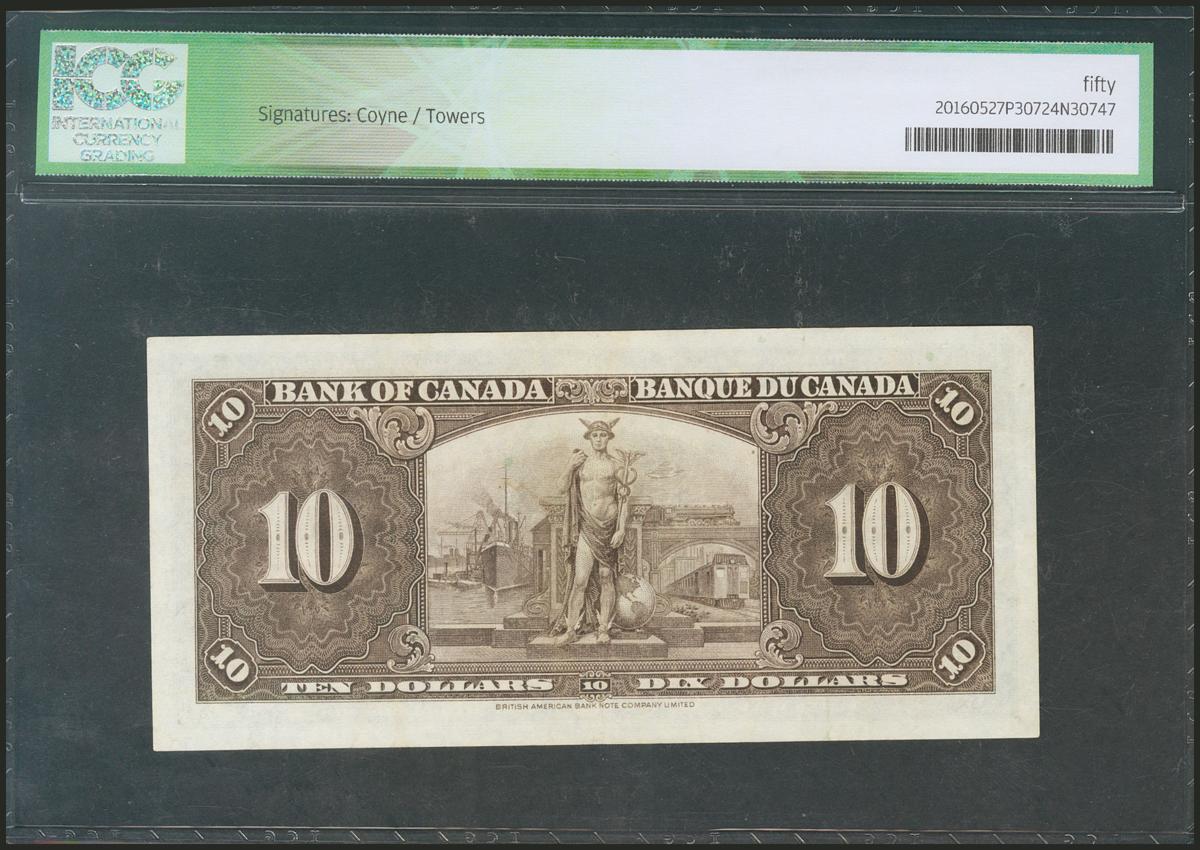 ICG
INTERNATIONAL
CURRENCY
GRADING
Signatures: Coyne / Towers
fifty
20160527P30724N30747
10 BANK OF CANADA BANQUE DU CANADA 10
10 10
10 TEN DOLLARS 10 DIX DOLLARS 10
BRITISH AMERICAN BANK NOTE COMPANY LIMITED